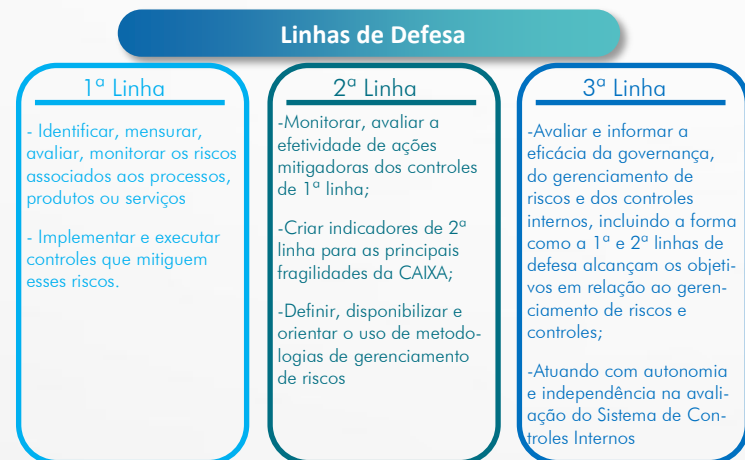 Linhas de Defesa
1ª Linha
- Identificar, mensurar,
avaliar, monitorar os riscos
associados aos processos,
produtos ou serviços
- Implementar e executar
controles que mitiguem
esses riscos.
2ª Linha
-Monitorar, avaliar a
efetividade de ações
mitigadoras dos controles
de 1ª linha;
-Criar indicadores de 2ª
linha para as principais
fragilidades da CAIXA;
-Definir, disponibilizar e
orientar o uso de metodo-
logias de gerenciamento
de riscos
3ª Linha
-Avaliar e informar a
eficácia da governança,
do gerenciamento de
riscos e dos controles
internos, incluindo a forma
como a 1ª e 2ª linhas de
defesa alcançam os objeti-
vos em relação ao geren-
ciamento de riscos e
controles;
-Atuando com autonomia
e independência na avali-
ação do Sistema de Con-
troles Internos